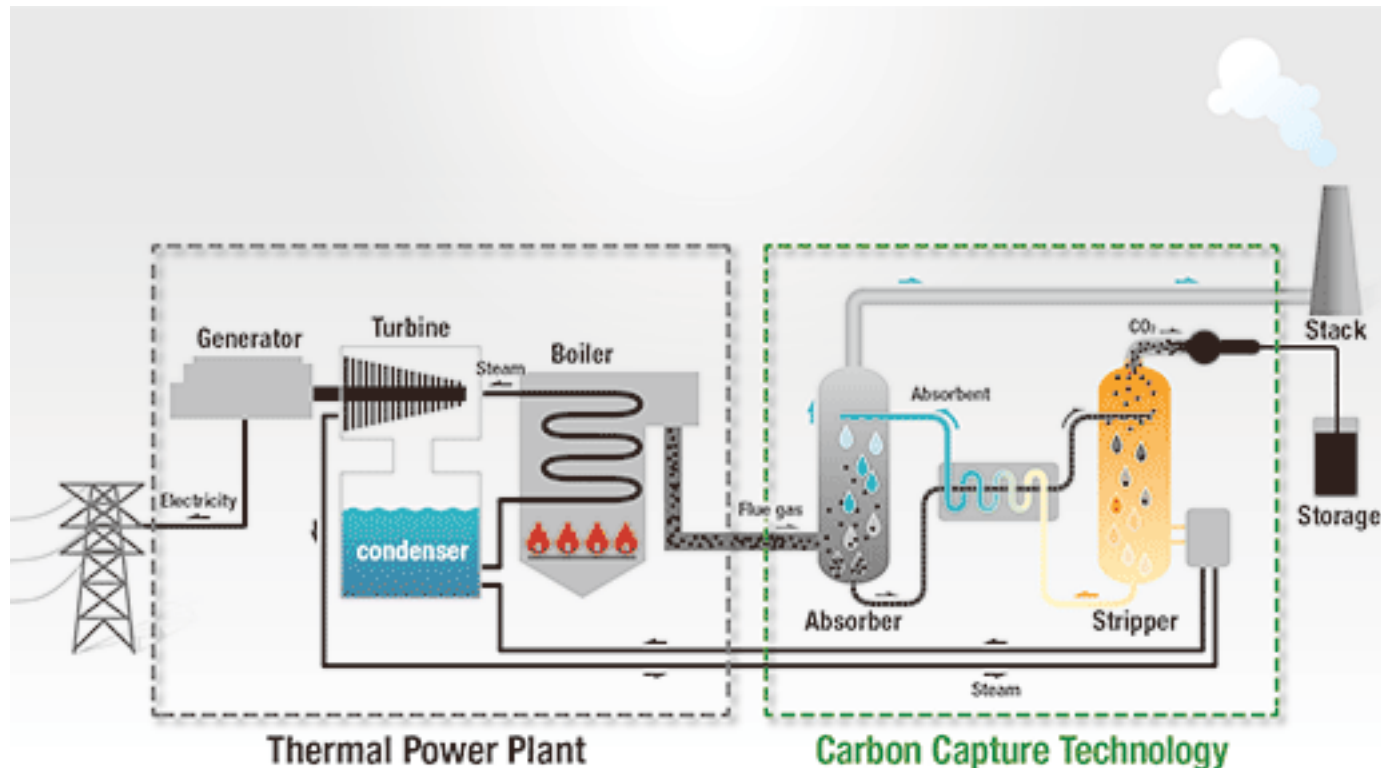 Generator
Turbine
Steam
Boiler
Electricity
condenser
Flue gas
Absorbent
CO₂
Stack
Storage
Absorber
Stripper
Steam
Thermal Power Plant
Carbon Capture Technology